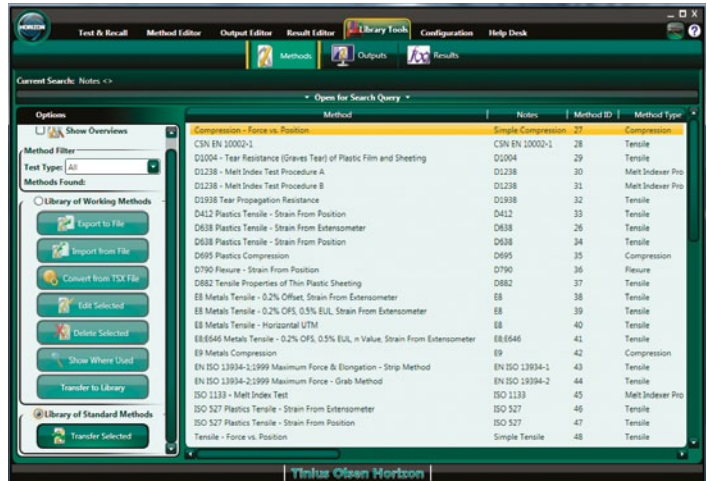 HORIZON
Test & Recall Method Editor Output Editor Result Editor Library Tools Configuration Help Desk
Methods Outputs f(x) Results
Current Search: Notes <>
Open for Search Query
Options
Show Overviews
Method Filter
Test Type: All
Methods Found:
Library of Working Methods
Export to File
Import from File
Convert from TSX File
Edit Selected
Delete Selected
Show Where Used
Transfer to Library
Library of Standard Methods
Transfer Selected
Method Notes Method ID Method Type
Compression - Force vs. Position Simple Compression 27 Compression
CSN EN 10002-1 CSN EN 10002-1 28 Tensile
D1004 - Tear Resistance (Graves Tear) of Plastic Film and Sheeting D1004 29 Tensile
D1238 - Melt Index Test Procedure A D1238 30 Melt Indexer Pro
D1238 - Melt Index Test Procedure B D1238 31 Melt Indexer Pro
D1938 Tear Propagation Resistance D1938 32 Tensile
D412 Plastics Tensile - Strain From Position D412 33 Tensile
D638 Plastics Tensile - Strain From Extensometer D638 26 Tensile
D638 Plastics Tensile - Strain From Position D638 34 Tensile
D695 Plastics Compression D695 35 Compression
D790 Flexure - Strain From Position D790 36 Flexure
D882 Tensile Properties of Thin Plastic Sheeting D882 37 Tensile
E8 Metals Tensile - 0.2% Offset, Strain From Extensometer E8 38 Tensile
E8 Metals Tensile - 0.2% OFS, 0.5% EUL, Strain From Extensometer E8 39 Tensile
E8 Metals Tensile - Horizontal UTM E8 40 Tensile
E8;E646 Metals Tensile - 0.2% OFS, 0.5% EUL, n Value, Strain From Extensometer E8;E646 41 Tensile
E9 Metals Compression E9 42 Compression
EN ISO 13934-1;1999 Maximum Force & Elongation - Strip Method EN ISO 13934-1 43 Tensile
EN ISO 13934-2;1999 Maximum Force - Grab Method EN ISO 19394-2 44 Tensile
ISO 1133 - Melt Index Test ISO 1133 45 Melt Indexer Pro
ISO 527 Plastics Tensile - Strain From Extensometer ISO 527 46 Tensile
ISO 527 Plastics Tensile - Strain From Position ISO 527 47 Tensile
Tensile - Force vs. Position Simple Tensile 48 Tensile
Tinius Olsen Horizon